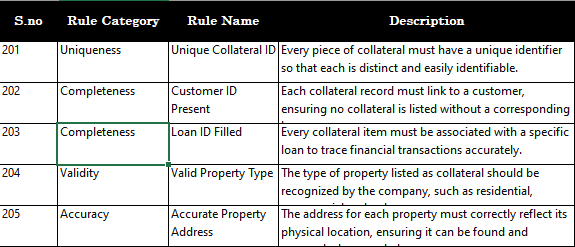 S.no Rule Category Rule Name Description
201 Uniqueness Unique Collateral ID Every piece of collateral must have a unique identifier
so that each is distinct and easily identifiable.
202 Completeness Customer ID Each collateral record must link to a customer,
Present ensuring no collateral is listed without a corresponding
203 Completeness Loan ID Filled Every collateral item must be associated with a specific
loan to trace financial transactions accurately.
204 Validity Valid Property Type The type of property listed as collateral should be
recognized by the company, such as residential,
205 Accuracy Accurate Property The address for each property must correctly reflect its
Address physical location, ensuring it can be found and